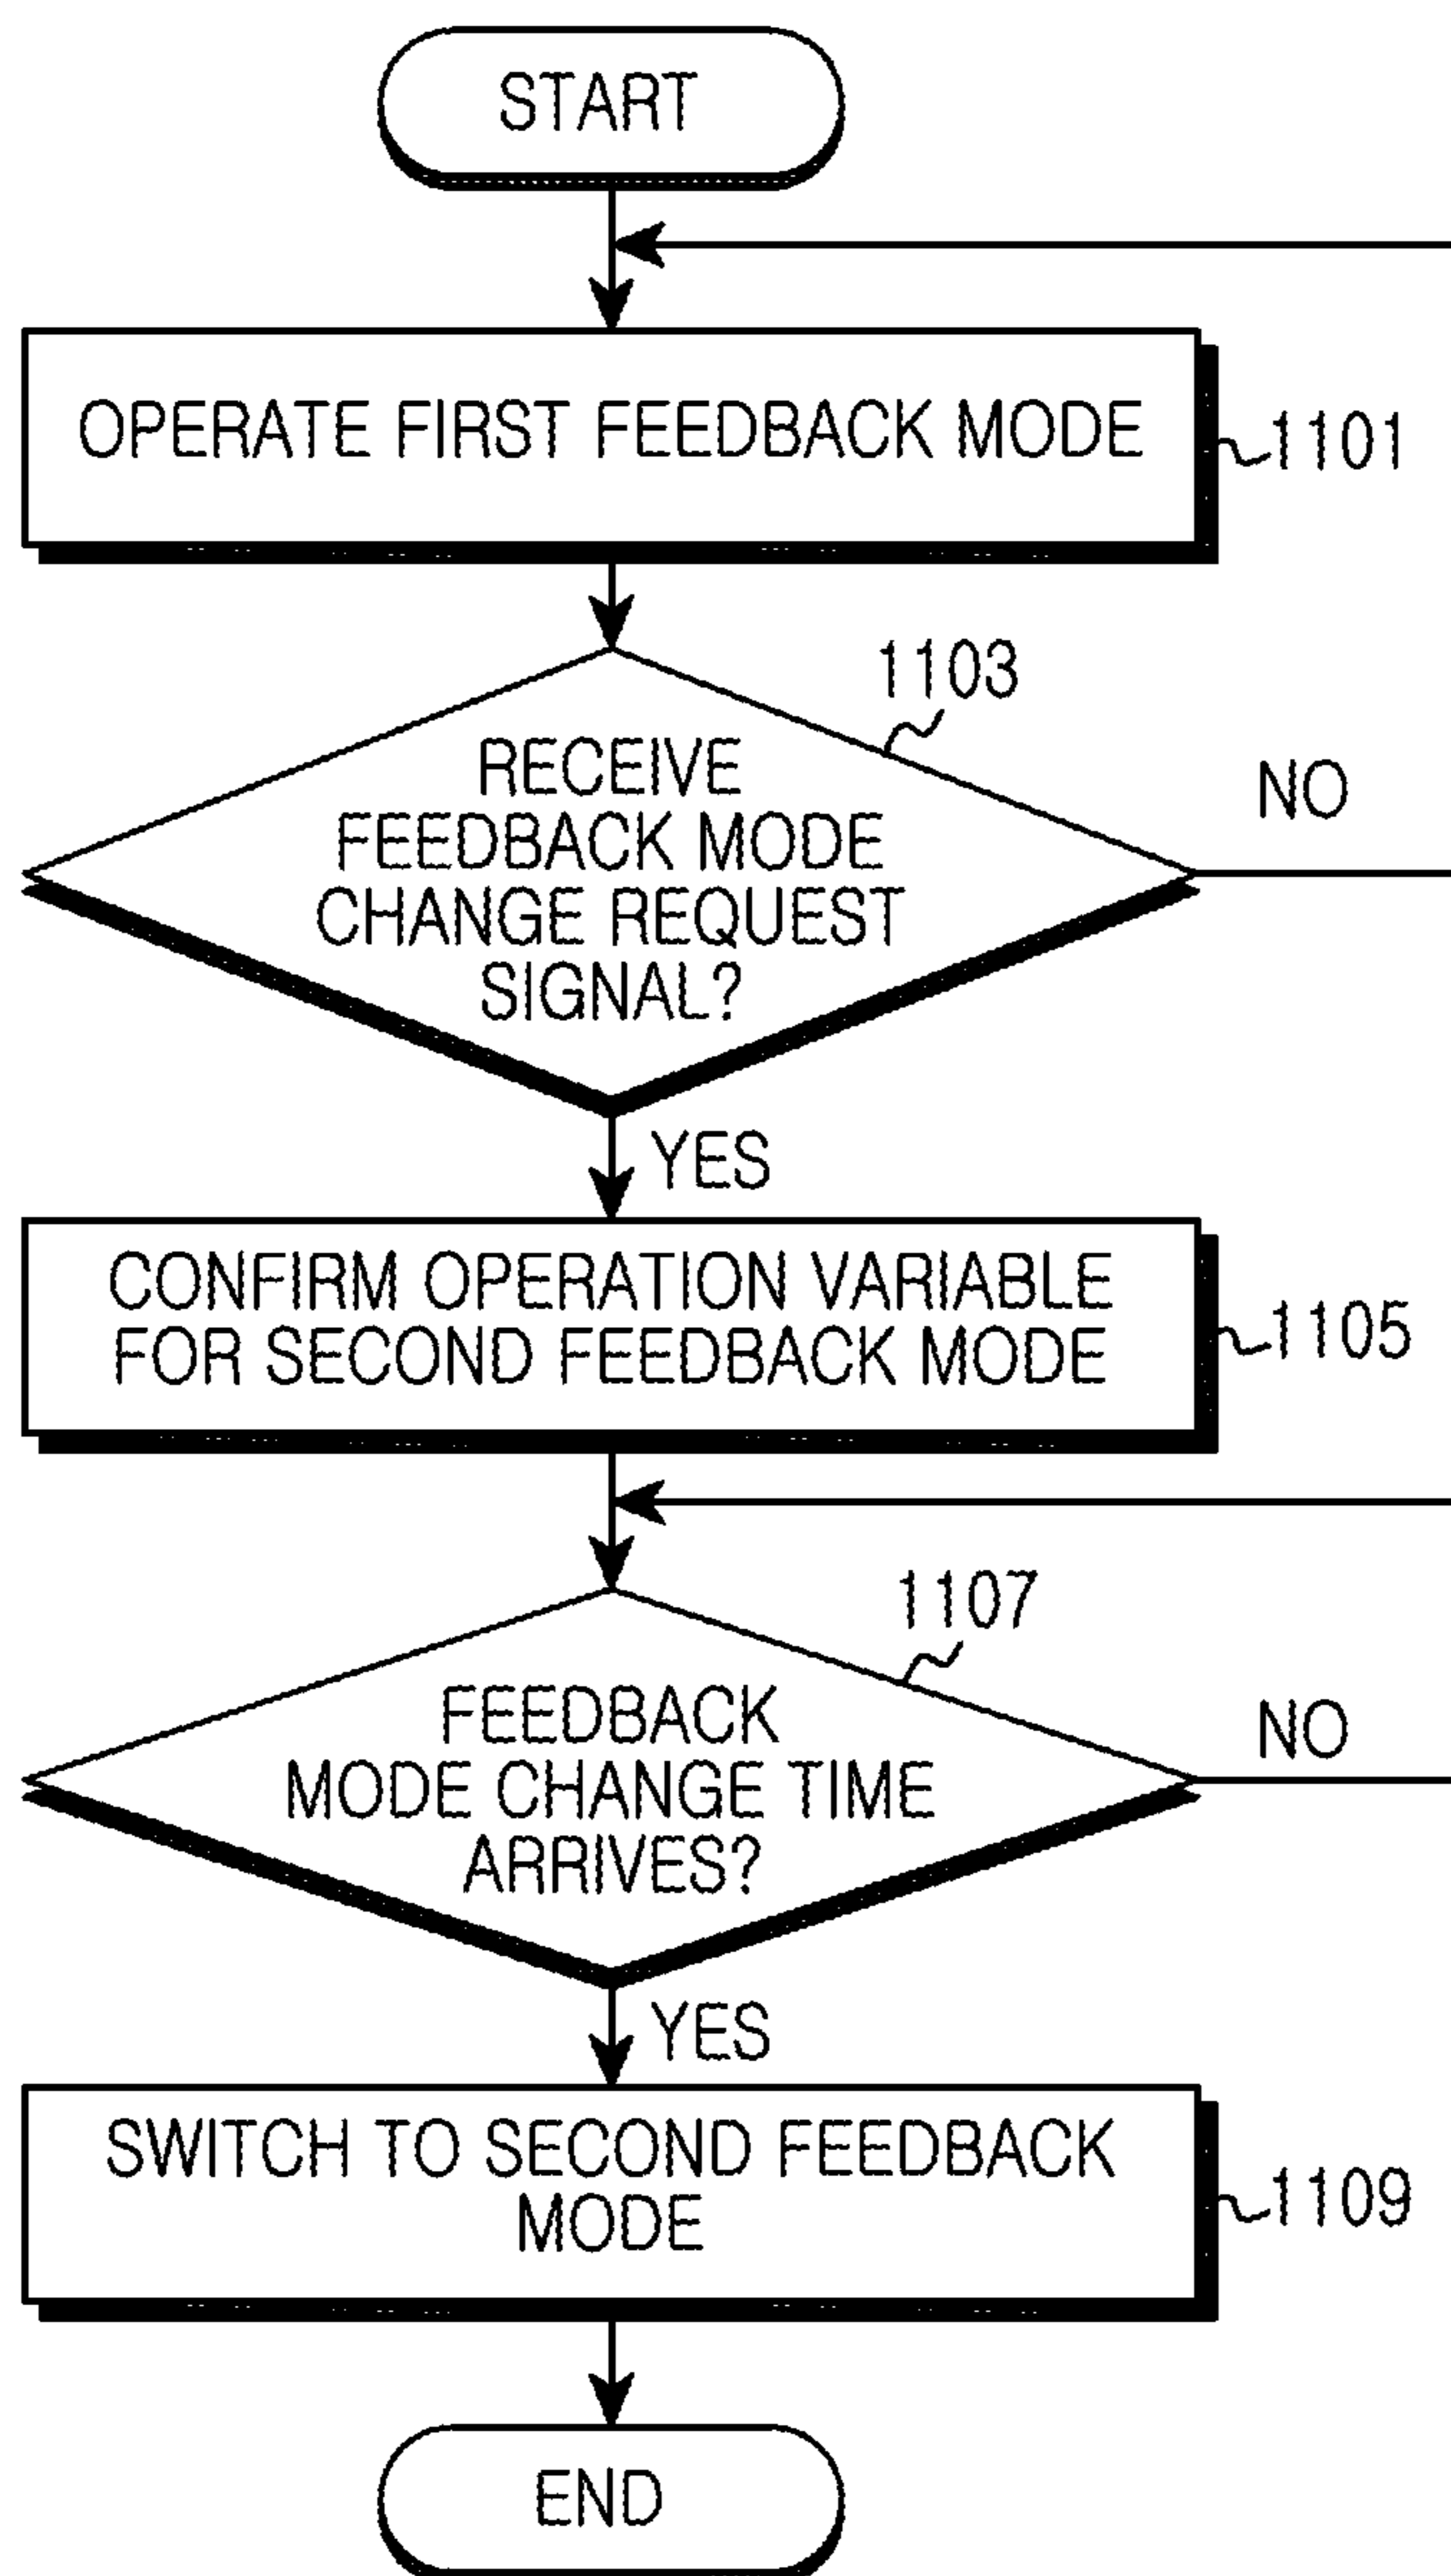 START
OPERATE FIRST FEEDBACK MODE
1101
1103
RECEIVE
FEEDBACK MODE
CHANGE REQUEST
SIGNAL?
NO
YES
CONFIRM OPERATION VARIABLE
FOR SECOND FEEDBACK MODE
1105
1107
FEEDBACK
MODE CHANGE TIME
ARRIVES?
NO
YES
SWITCH TO SECOND FEEDBACK
MODE
1109
END